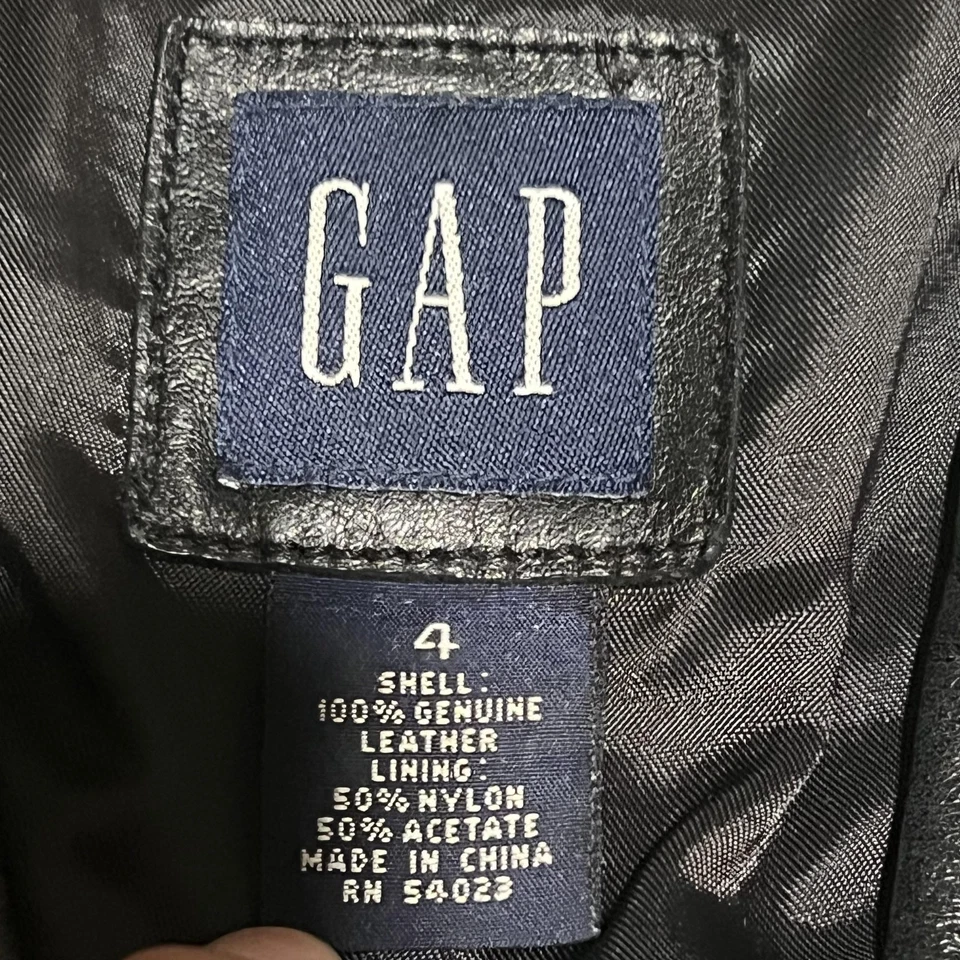 GAP
4
SHELL:
100% GENUINE
LEATHER
LINING:
50% NYLON
50% ACETATE
MADE IN CHINA
RN 54023